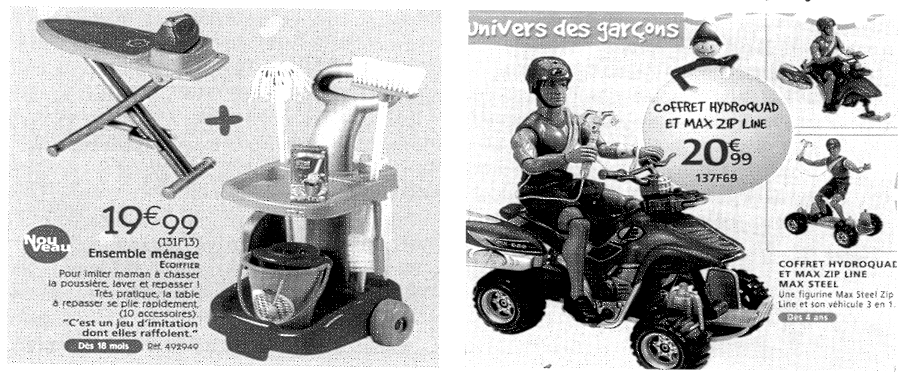 Nouveau
19€99
(131F13)
Ensemble ménage
ECOIFFIER
Pour imiter maman à chasser
la poussière, laver et repasser !
Très pratique, la table
à repasser se plie rapidement.
(10 accessoires).
"C'est un jeu d'imitation
dont elles raffolent."
Dès 18 mois Réf. 492949
Univers des garçons
COFFRET HYDROQUAD
ET MAX ZIP LINE
20€99
137F69
COFFRET HYDROQUAD
ET MAX ZIP LINE
MAX STEEL
Une figurine Max Steel Zip
Line et son véhicule 3 en 1.
Dès 4 ans